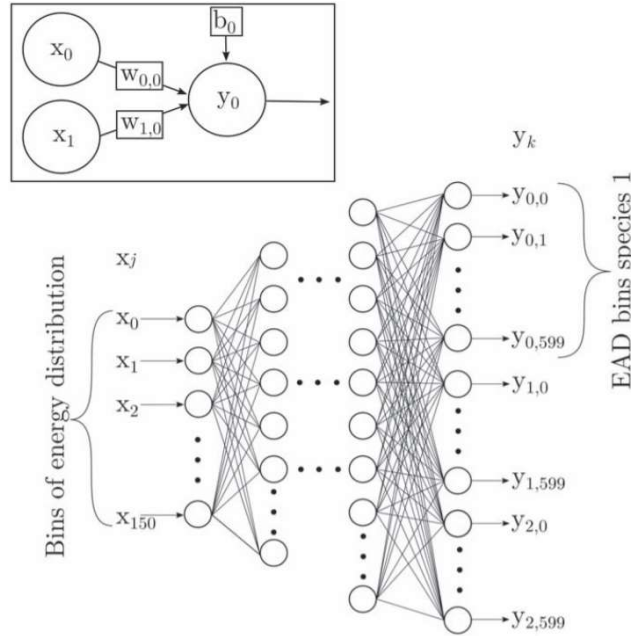 x0
x1
w0,0
w1,0
b0
y0
yk
xj
Bins of energy distribution
x0
x1
x2
x150
y0,0
y0,1
y0,599
y1,0
y1,599
y2,0
y2,599
EAD bins species 1